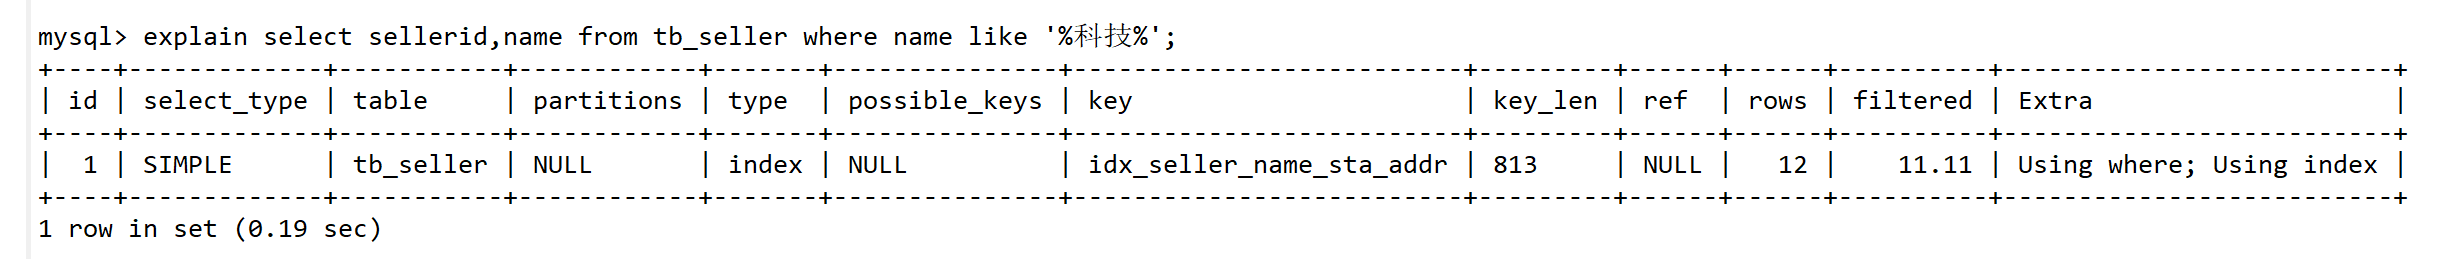 mysql> explain select sellerid,name from tb_seller where name like '%科技%';
+----+-------------+-----------+------------+-------+---------------+--------------------------+---------+------+------+----------+--------------------------+
| id | select_type | table     | partitions | type  | possible_keys | key                      | key_len | ref  | rows | filtered | Extra                    |
+----+-------------+-----------+------------+-------+---------------+--------------------------+---------+------+------+----------+--------------------------+
|  1 | SIMPLE      | tb_seller | NULL       | index | NULL          | idx_seller_name_sta_addr | 813     | NULL |   12 |    11.11 | Using where; Using index |
+----+-------------+-----------+------------+-------+---------------+--------------------------+---------+------+------+----------+--------------------------+
1 row in set (0.19 sec)